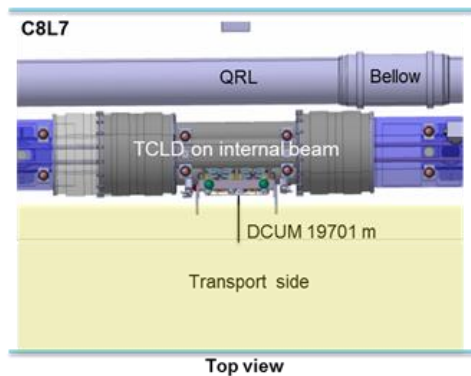 C8L7
QRL
Bellow
TCLD on internal beam
DCUM 19701 m
Transport side
Top view